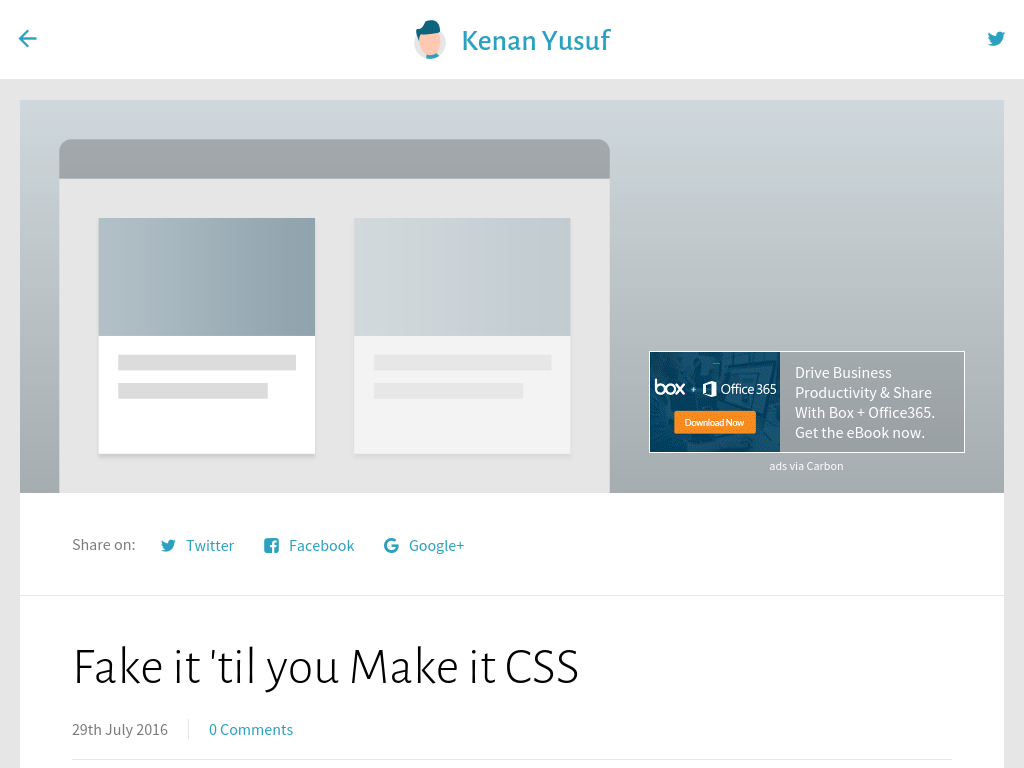 Kenan Yusuf
box + Office 365
Download Now
Drive Business
Productivity & Share
With Box + Office365.
Get the eBook now.
ads via Carbon
Share on:
Twitter
Facebook
Google+
Fake it 'til you Make it CSS
29th July 2016
0 Comments